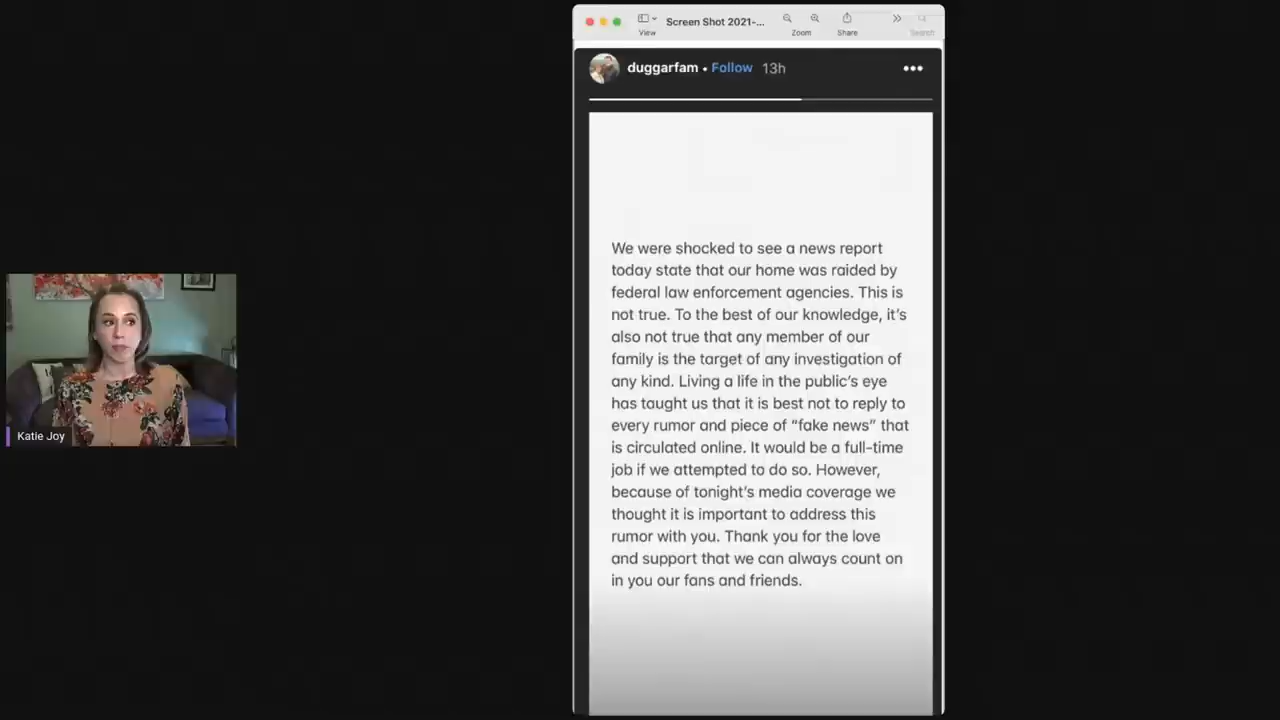 Screen Shot 2021-...
View
Zoom
Share
Search
duggarfam • Follow 13h
We were shocked to see a news report
today state that our home was raided by
federal law enforcement agencies. This is
not true. To the best of our knowledge, it’s
also not true that any member of our
family is the target of any investigation of
any kind. Living a life in the public’s eye
has taught us that it is best not to reply to
every rumor and piece of “fake news” that
is circulated online. It would be a full-time
job if we attempted to do so. However,
because of tonight’s media coverage we
thought it is important to address this
rumor with you. Thank you for the love
and support that we can always count on
in you our fans and friends.
Katie Joy